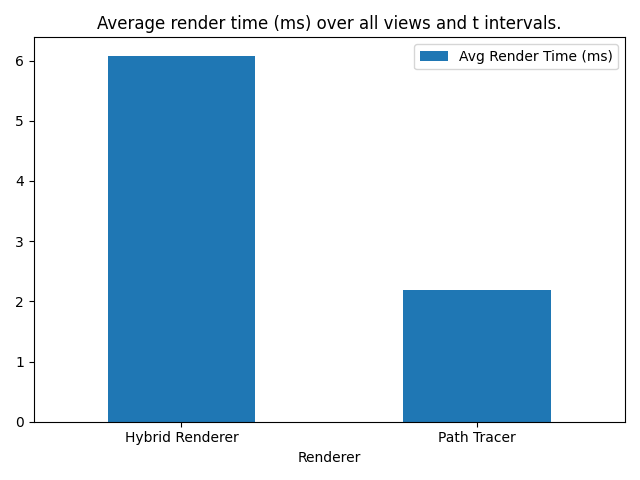 Average render time (ms) over all views and t intervals.
Avg Render Time (ms)
6
5
4
3
2
1
0
Hybrid Renderer
Path Tracer
Renderer